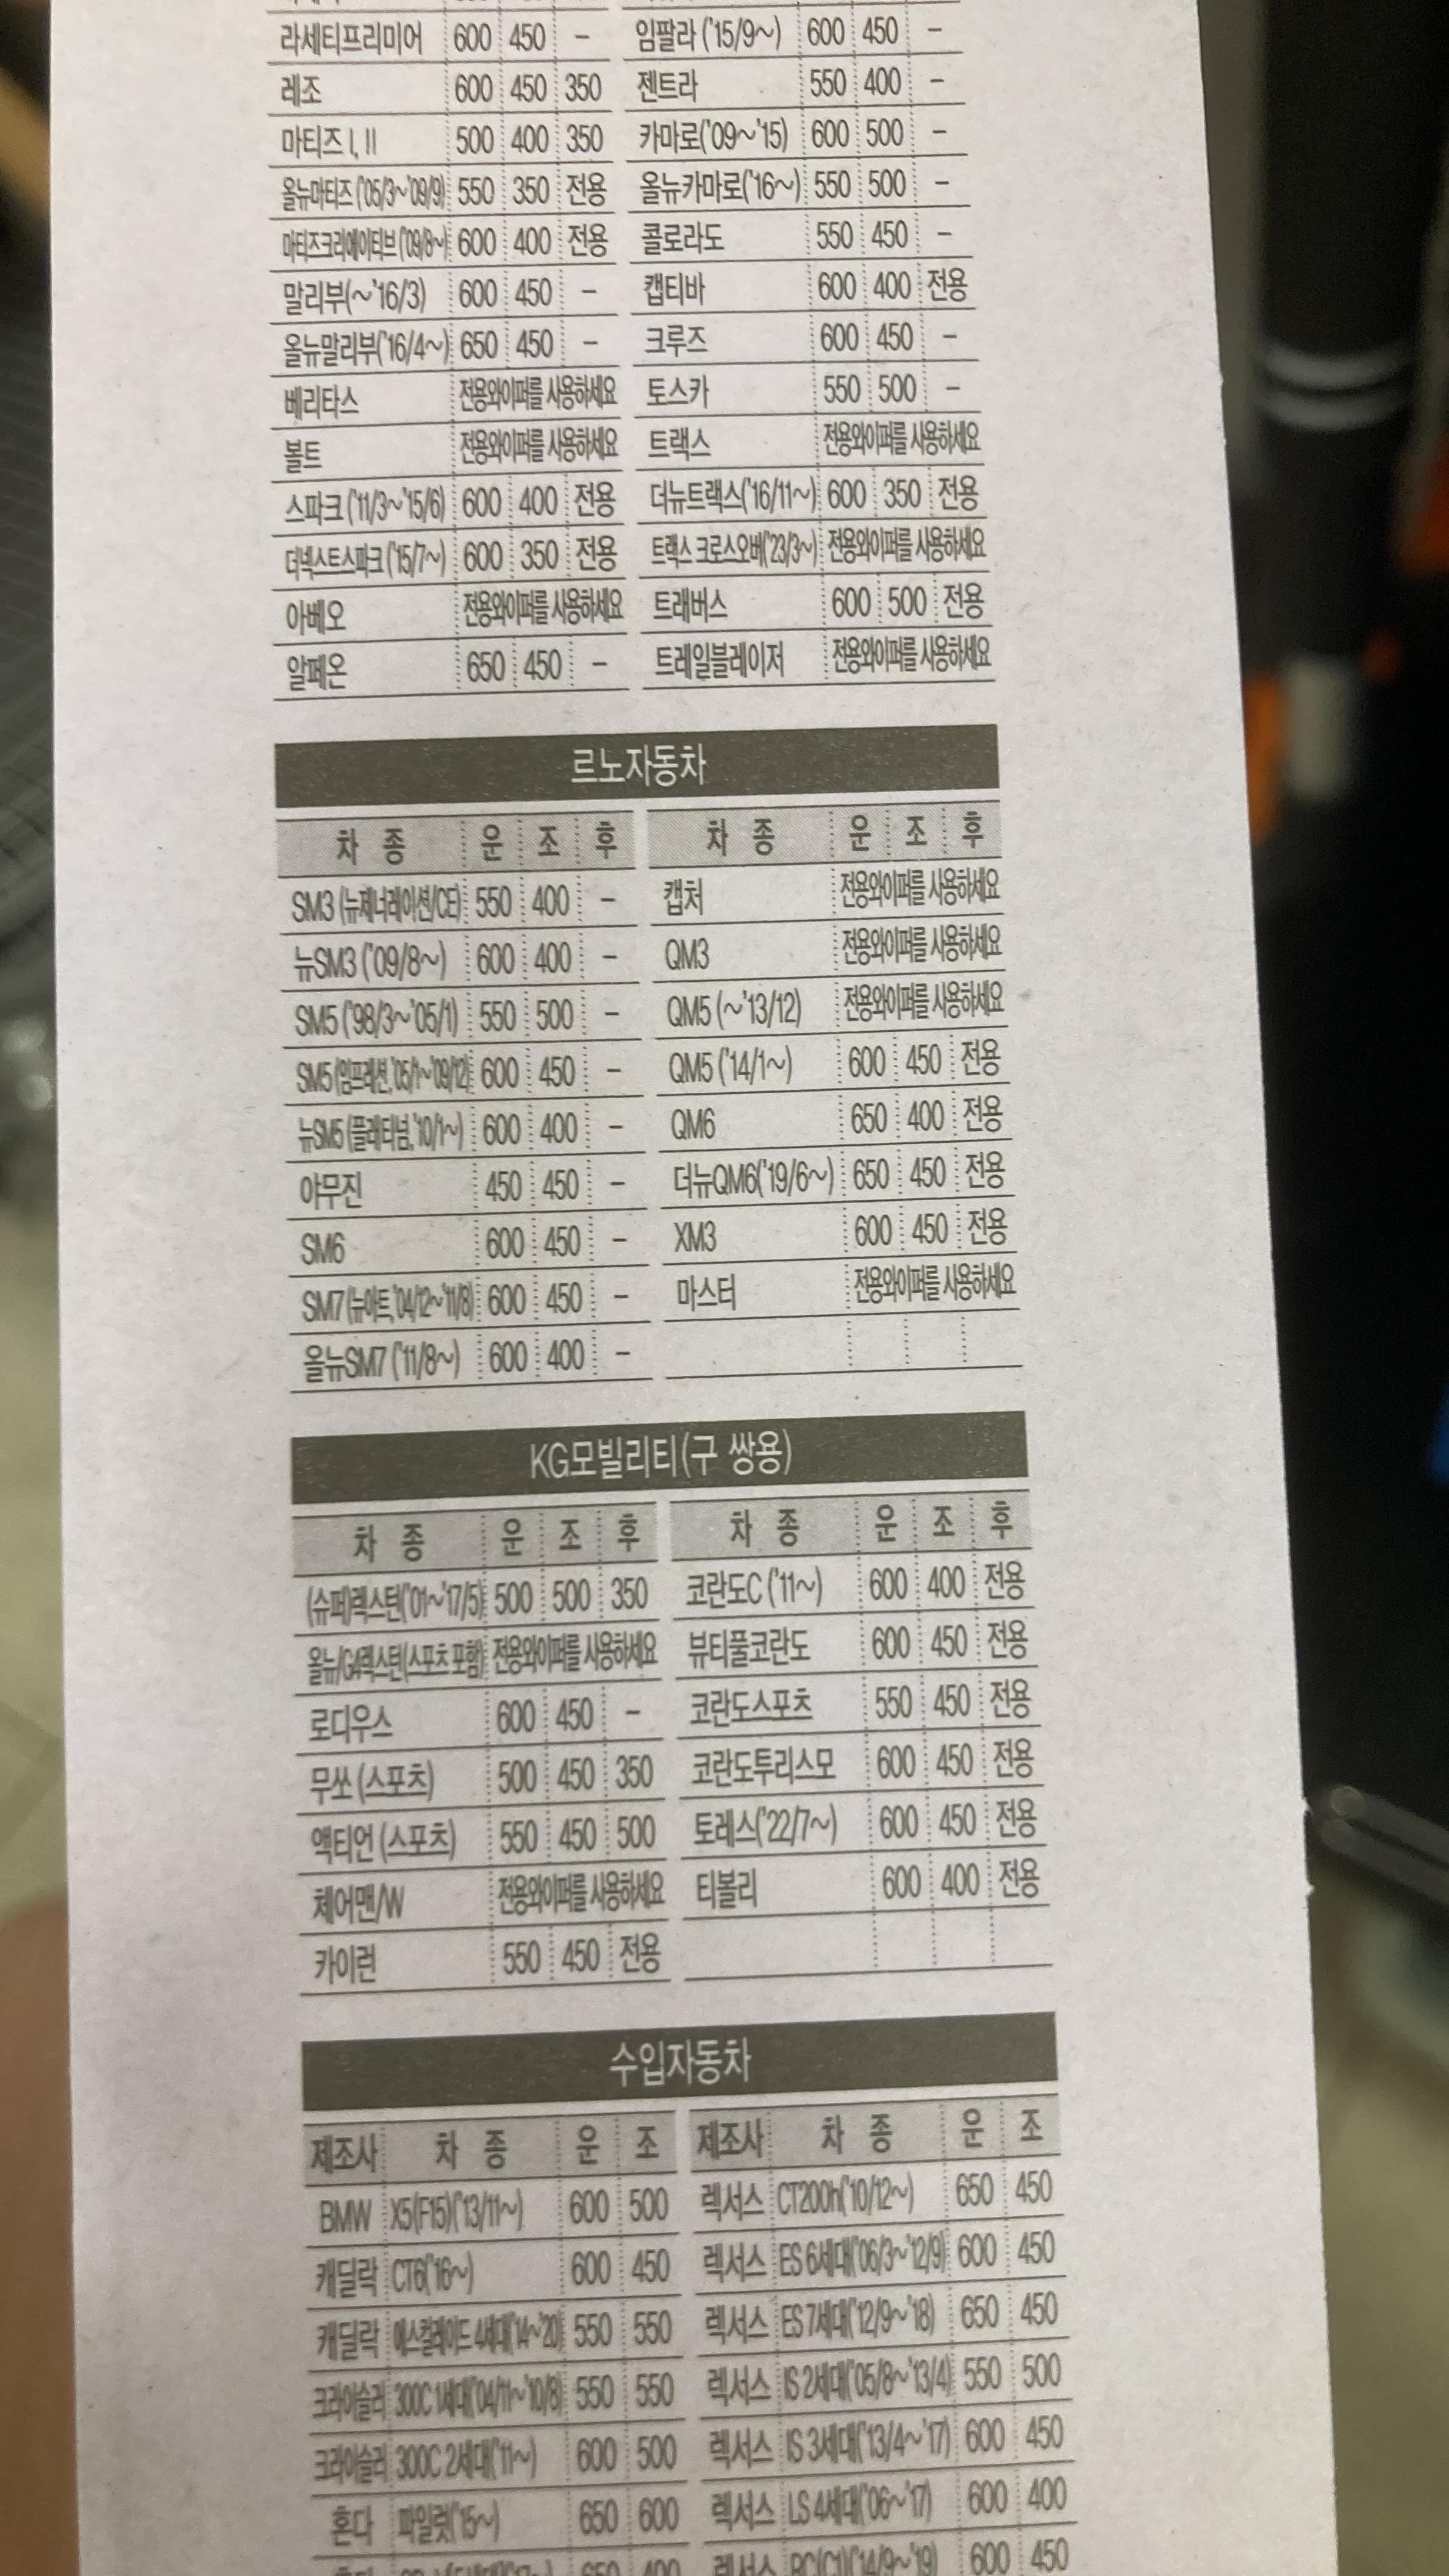 라세티프리미어 600 450 - 임팔라 ('15/9~) 600 450 -
레조 600 450 350 젠트라 550 400 -
마티즈 I, II 500 400 350 카마로('09~'15) 600 500 -
올뉴마티즈 ('05/3~'09/9) 550 350 전용 올뉴카마로('16~) 550 500 -
마티즈크리에이티브 ('09/8~) 600 400 전용 콜로라도 550 450 -
말리부(~'16/3) 600 450 - 캡티바 600 400 전용
올뉴말리부('16/4~) 650 450 - 크루즈 600 450 -
베리타스 전용와이퍼를 사용하세요 토스카 550 500 -
볼트 전용와이퍼를 사용하세요 트랙스 전용와이퍼를 사용하세요
스파크 ('11/3~'15/6) 600 400 전용 더뉴트랙스('16/11~) 600 350 전용
더넥스트스파크 ('15/7~) 600 350 전용 트랙스 크로스오버('23/3~) 전용와이퍼를 사용하세요
아베오 전용와이퍼를 사용하세요 트래버스 600 500 전용
알페온 650 450 - 트레일블레이저 전용와이퍼를 사용하세요
르노자동차
차 종 운 조 후 차 종 운 조 후
SM3 (뉴제너레이션/CE) 550 400 - 캡처 전용와이퍼를 사용하세요
뉴SM3 ('09/8~) 600 400 - QM3 전용와이퍼를 사용하세요
SM5 ('98/3~'05/1) 550 500 - QM5 (~'13/12) 전용와이퍼를 사용하세요
SM5 (임프레션, '05/1~'09/12) 600 450 - QM5 ('14/1~) 600 450 전용
뉴SM5 (플래티넘, '10/1~) 600 400 - QM6 650 400 전용
야무진 450 450 - 더뉴QM6('19/6~) 650 450 전용
SM6 600 450 - XM3 600 450 전용
SM7 (뉴아트, '04/12~'11/8) 600 450 - 마스터 전용와이퍼를 사용하세요
올뉴SM7 ('11/8~) 600 400 -
KG모빌리티(구 쌍용)
차 종 운 조 후 차 종 운 조 후
(슈퍼)렉스턴('01~'17/5) 500 500 350 코란도C ('11~) 600 400 전용
올뉴/G4렉스턴(스포츠 포함) 전용와이퍼를 사용하세요 뷰티풀코란도 600 450 전용
로디우스 600 450 - 코란도스포츠 550 450 전용
무쏘 (스포츠) 500 450 350 코란도투리스모 600 450 전용
액티언 (스포츠) 550 450 500 토레스('22/7~) 600 450 전용
체어맨/W 전용와이퍼를 사용하세요 티볼리 600 400 전용
카이런 550 450 전용
수입자동차
제조사 차 종 운 조 제조사 차 종 운 조
BMW X5(F15)('13/11~) 600 500 렉서스 CT200h('10/12~) 650 450
캐딜락 CT6('16~) 600 450 렉서스 ES 6세대('06/3~'12/9) 600 450
캐딜락 에스컬레이드 4세대('14~'20) 550 550 렉서스 ES 7세대('12/9~'18) 650 450
크라이슬러 300C 1세대('04/11~'10/8) 550 550 렉서스 IS 2세대('05/8~'13/4) 550 500
크라이슬러 300C 2세대('11~) 600 500 렉서스 IS 3세대('13/4~'17) 600 450
혼다 파일럿('15~) 650 600 렉서스 LS 4세대('06~'17) 600 400
렉서스 RC(C1)('14/9~'19) 600 450